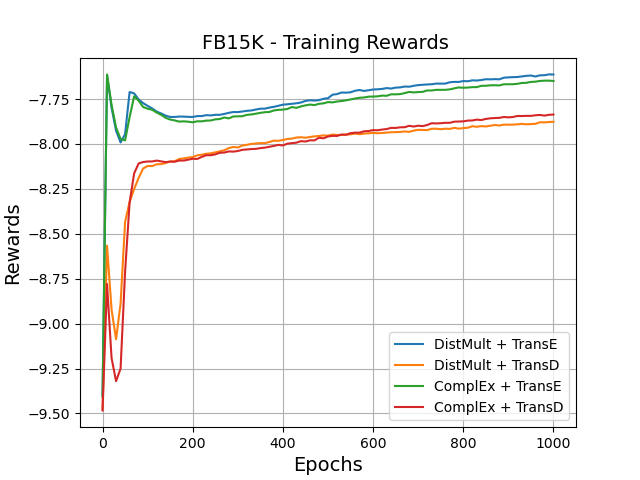 FB15K - Training Rewards
Rewards
−7.75
−8.00
−8.25
−8.50
−8.75
−9.00
−9.25
−9.50
DistMult + TransE
DistMult + TransD
ComplEx + TransE
ComplEx + TransD
0
200
400
600
800
1000
Epochs